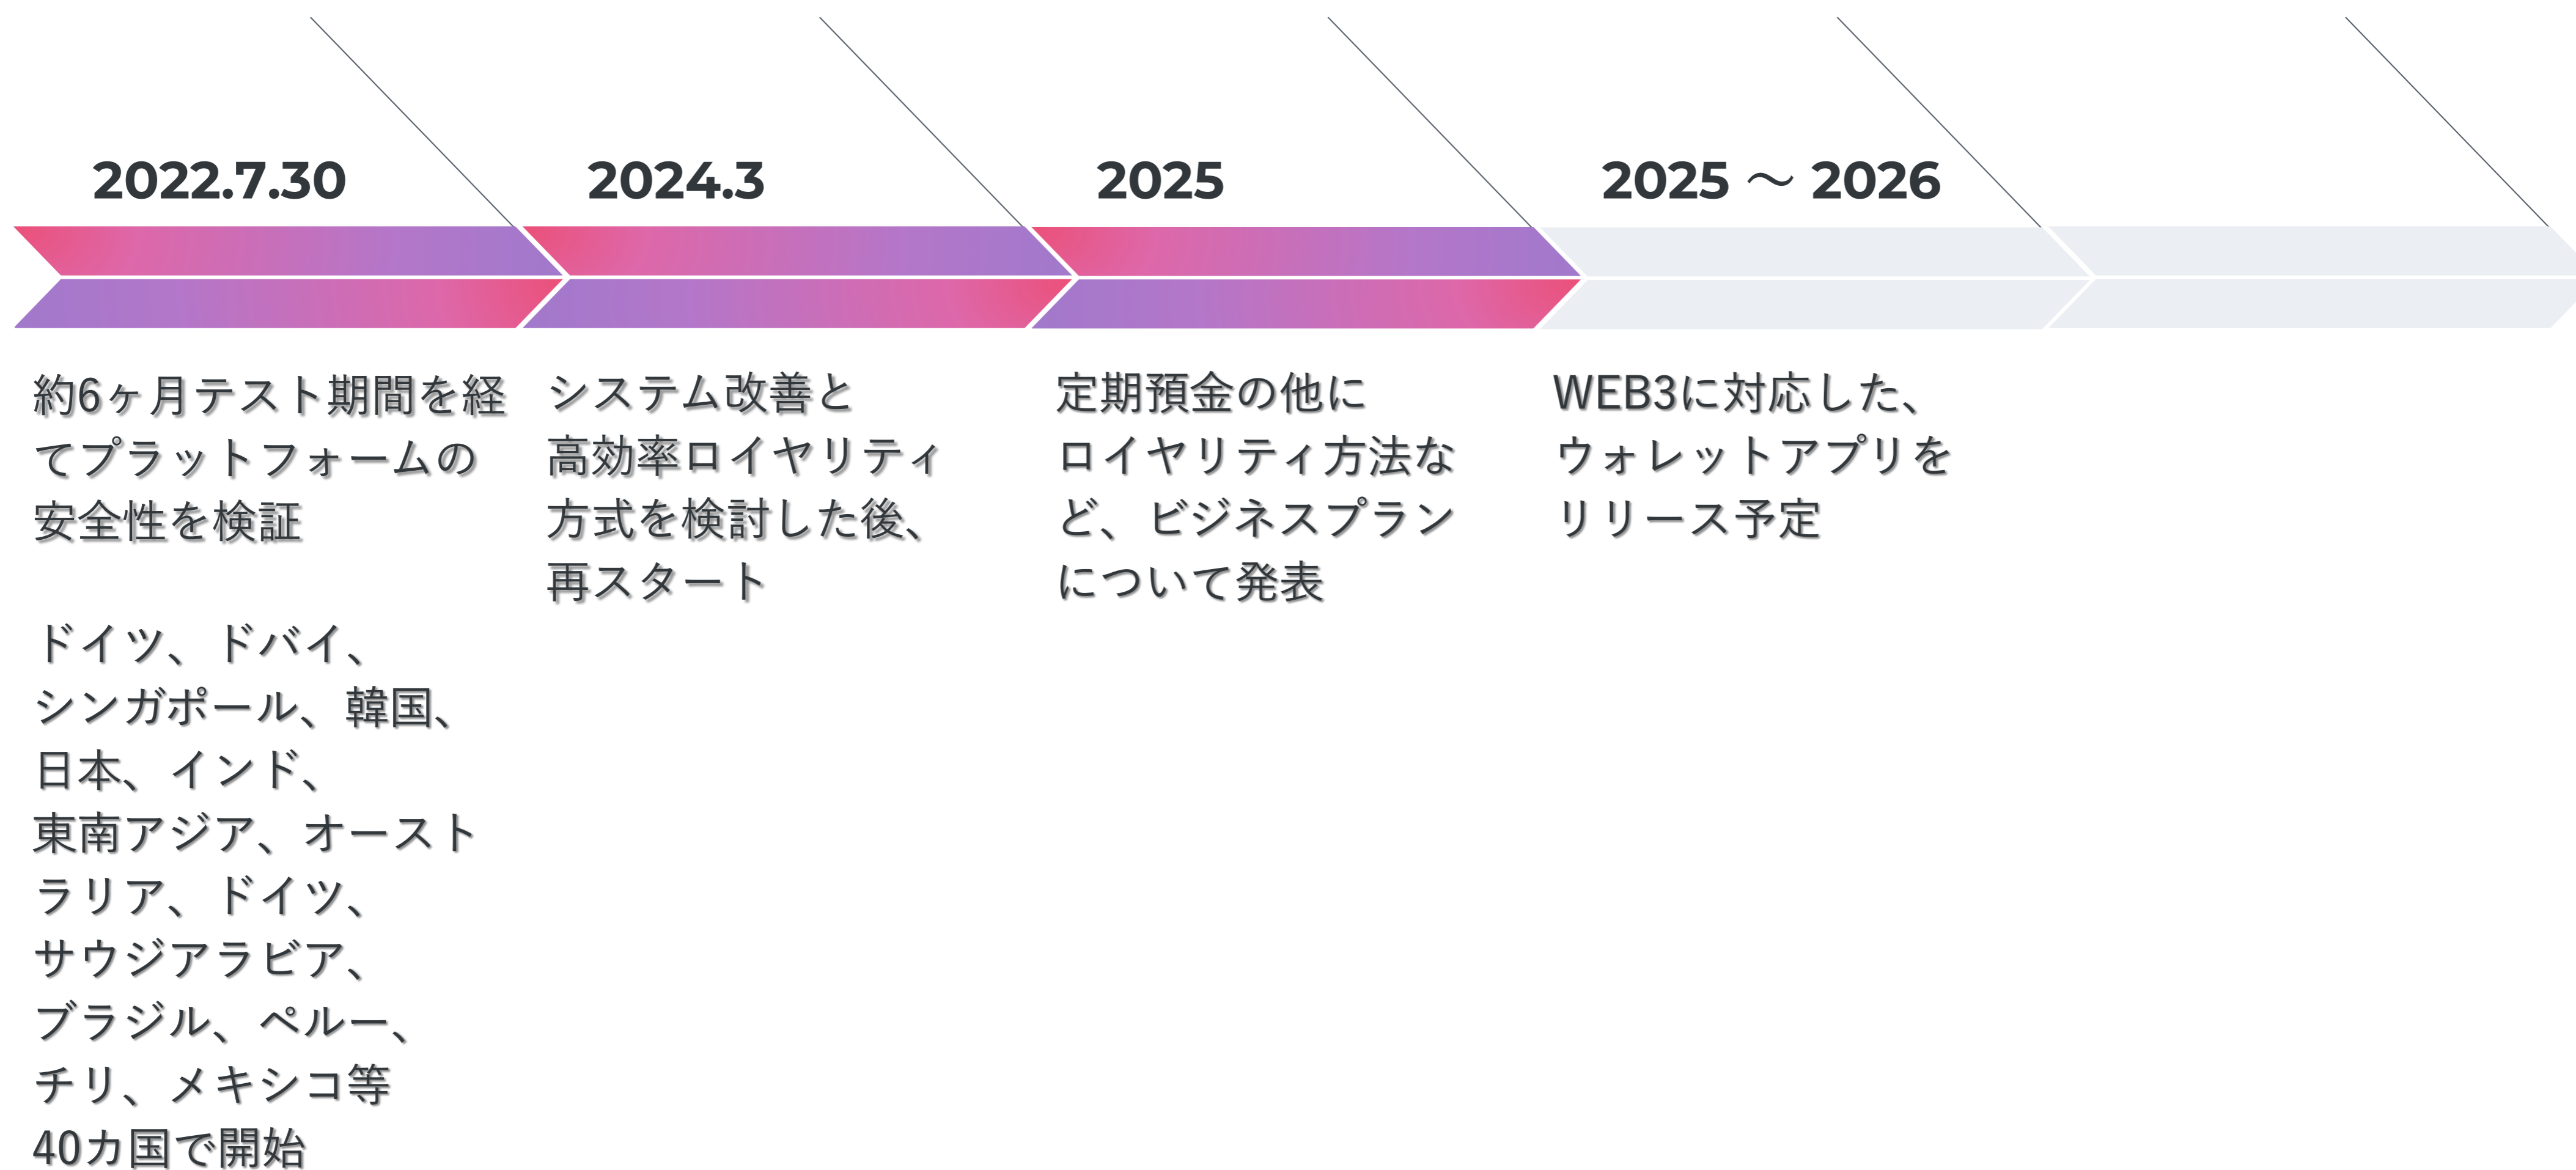 2022.7.30
約6ヶ月テスト期間を経
てプラットフォームの
安全性を検証
ドイツ、ドバイ、
シンガポール、韓国、
日本、インド、
東南アジア、オースト
ラリア、ドイツ、
サウジアラビア、
ブラジル、ペルー、
チリ、メキシコ等
40カ国で開始
2024.3
システム改善と
高効率ロイヤリティ
方式を検討した後、
再スタート
2025
定期預金の他に
ロイヤリティ方法な
ど、ビジネスプラン
について発表
2025 〜 2026
WEB3に対応した、
ウォレットアプリを
リリース予定